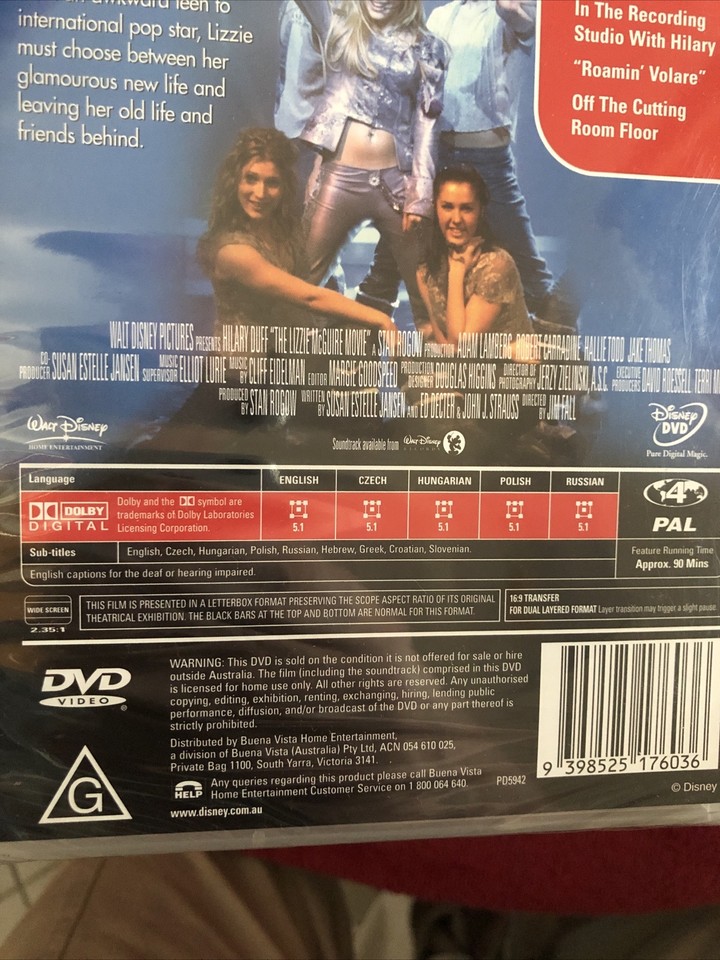 awkward teen to
international pop star, Lizzie
must choose between her
glamourous new life and
leaving her old life and
friends behind.
In The Recording
Studio With Hilary
"Roamin' Volare"
Off The Cutting
Room Floor
WALT DISNEY PICTURES PRESENTS HILARY DUFF "THE LIZZIE McGUIRE MOVIE" A STAN ROGOW PRODUCTION ADAM LAMBERG ROBERT CARRADINE HALLIE TODD JAKE THOMAS
CO-PRODUCER SUSAN ESTELLE JANSEN MUSIC SUPERVISOR ELLIOT LURIE MUSIC BY CLIFF EIDELMAN EDITOR MARGIE GOODSPEED PRODUCTION DESIGNER DOUGLAS HIGGINS DIRECTOR OF PHOTOGRAPHY JERZY ZIELINSKI, A.S.C. EXECUTIVE PRODUCERS DAVID ROESSELL TERRI
PRODUCED BY STAN ROGOW WRITTEN BY SUSAN ESTELLE JANSEN AND ED DECTER & JOHN J. STRAUSS DIRECTED BY JIM FALL
WALT DISNEY
HOME ENTERTAINMENT
Soundtrack available from Walt Disney RECORDS
DISNEY
DVD
Pure Digital Magic.
Language ENGLISH CZECH HUNGARIAN POLISH RUSSIAN
DOLBY
DIGITAL
Dolby and the symbol are
trademarks of Dolby Laboratories
Licensing Corporation.
5.1 5.1 5.1 5.1 5.1
4
PAL
Sub-titles English, Czech, Hungarian, Polish, Russian, Hebrew, Greek, Croatian, Slovenian.
English captions for the deaf or hearing impaired.
Feature Running Time
Approx. 90 Mins
WIDE SCREEN
2.35:1
THIS FILM IS PRESENTED IN A LETTERBOX FORMAT PRESERVING THE SCOPE ASPECT RATIO OF ITS ORIGINAL
THEATRICAL EXHIBITION. THE BLACK BARS AT THE TOP AND BOTTOM ARE NORMAL FOR THIS FORMAT.
16:9 TRANSFER
FOR DUAL LAYERED FORMAT Layer transition may trigger a slight pause
DVD
VIDEO
WARNING: This DVD is sold on the condition it is not offered for sale or hire
outside Australia. The film (including the soundtrack) comprised in this DVD
is licensed for home use only. All other rights are reserved. Any unauthorised
copying, editing, exhibition, renting, exchanging, hiring, lending public
performance, diffusion, and/or broadcast of the DVD or any part thereof is
strictly prohibited.
Distributed by Buena Vista Home Entertainment,
a division of Buena Vista (Australia) Pty Ltd, ACN 054 610 025,
Private Bag 1100, South Yarra, Victoria 3141.
HELP
Any queries regarding this product please call Buena Vista
Home Entertainment Customer Service on 1 800 064 640.
PD5942
www.disney.com.au
G
9 398525 176036
© Disney